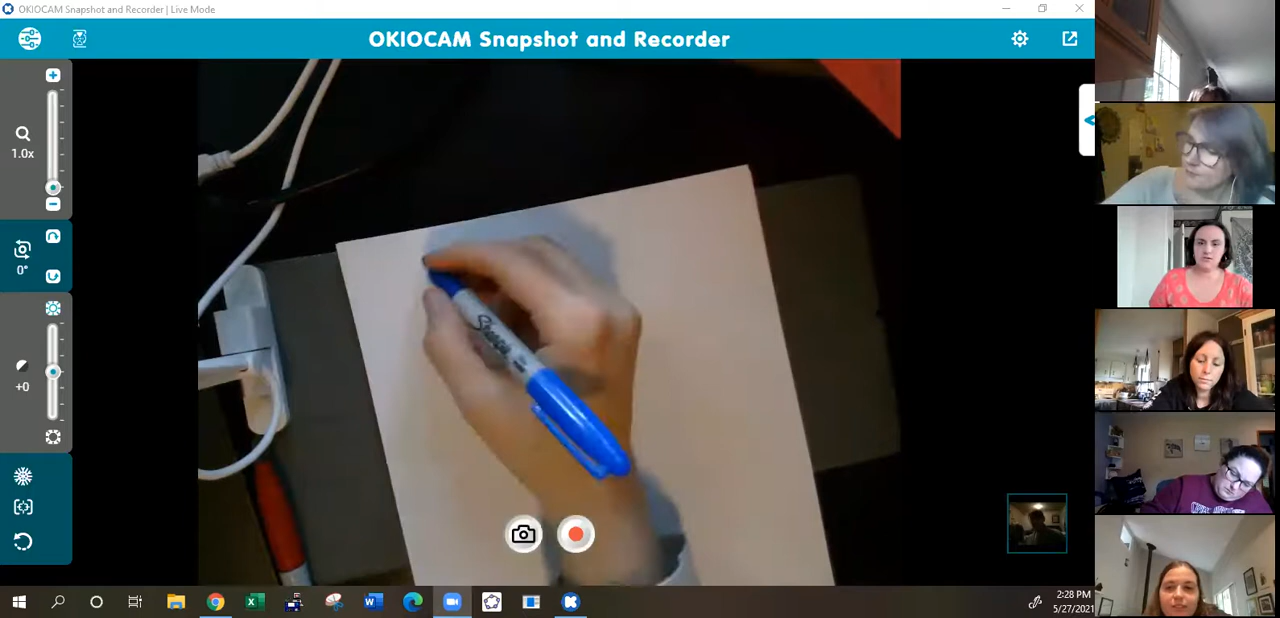 OKIOCAM Snapshot and Recorder | Live Mode
OKIOCAM Snapshot and Recorder
1.0x
0°
+0
Sharpie
2:28 PM
5/27/2021